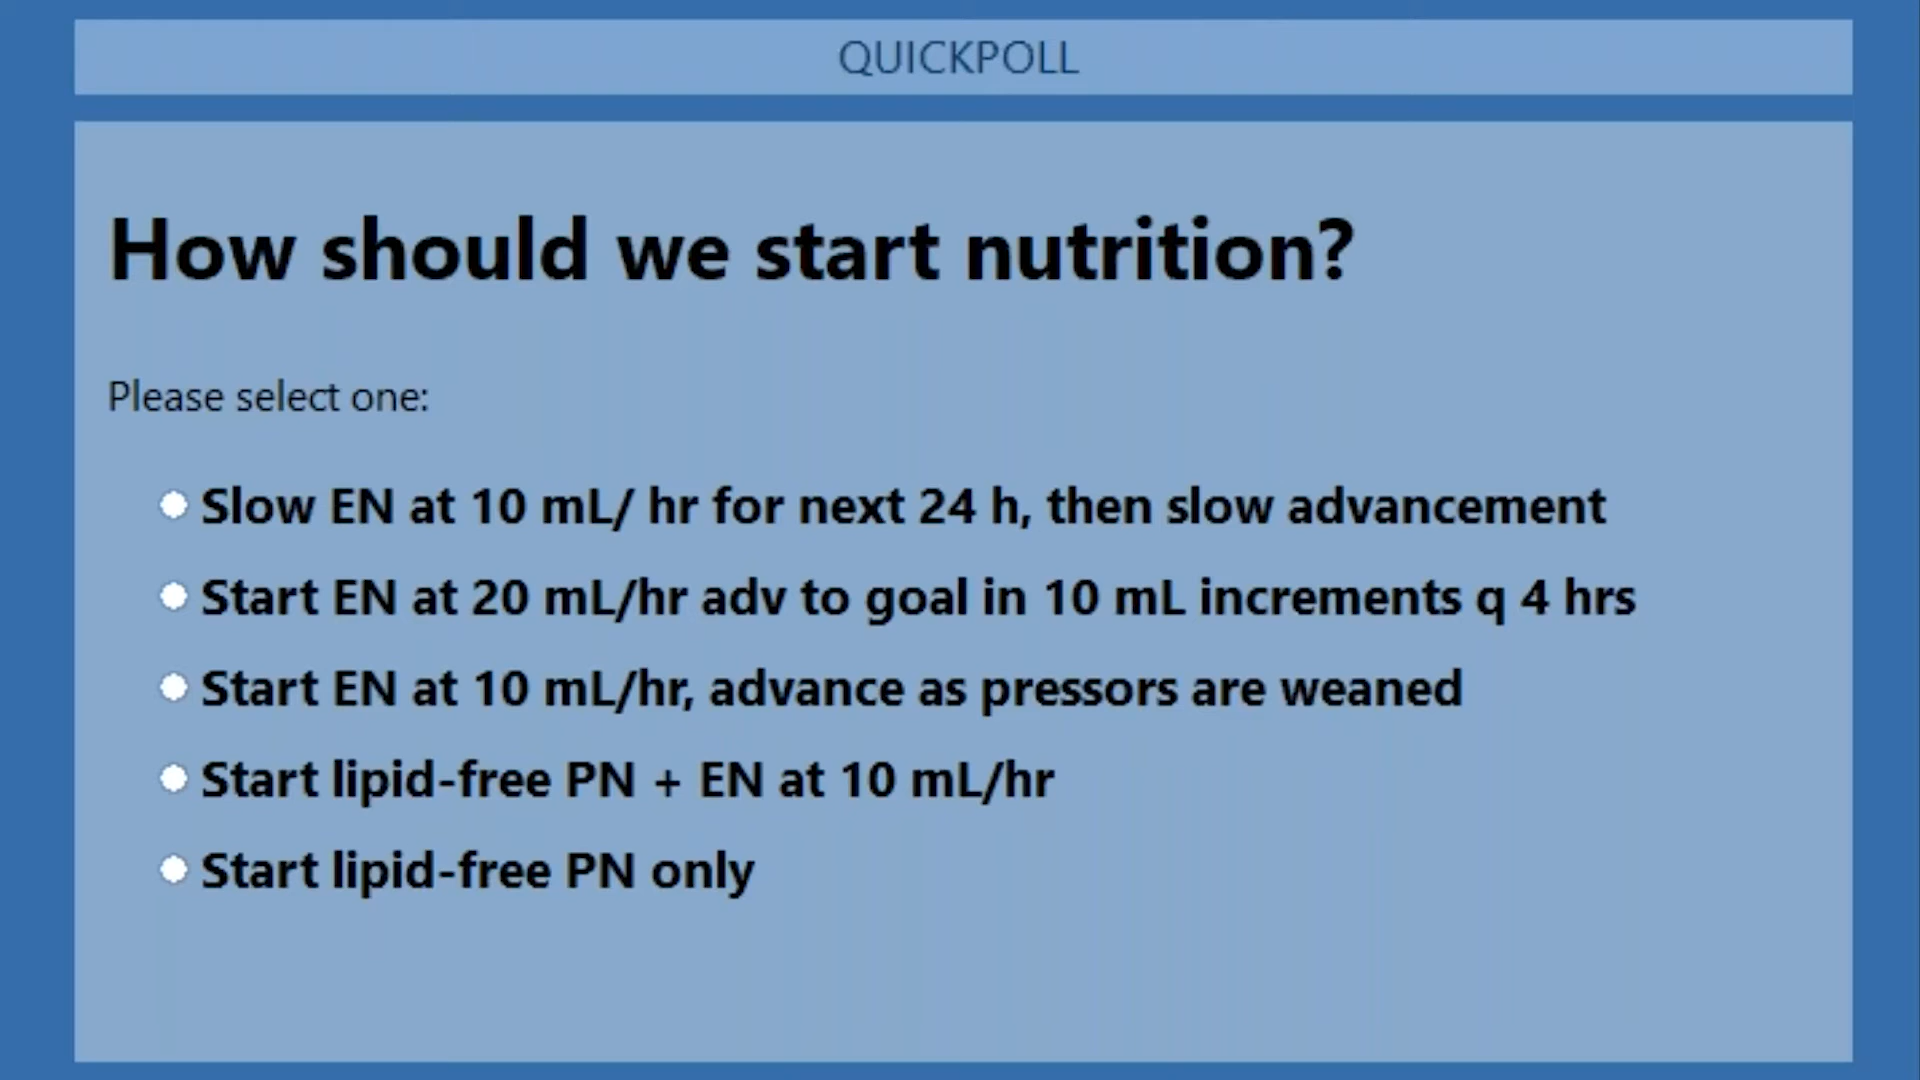 QUICKPOLL
How should we start nutrition?
Please select one:
Slow EN at 10 mL/ hr for next 24 h, then slow advancement
Start EN at 20 mL/hr adv to goal in 10 mL increments q 4 hrs
Start EN at 10 mL/hr, advance as pressors are weaned
Start lipid-free PN + EN at 10 mL/hr
Start lipid-free PN only